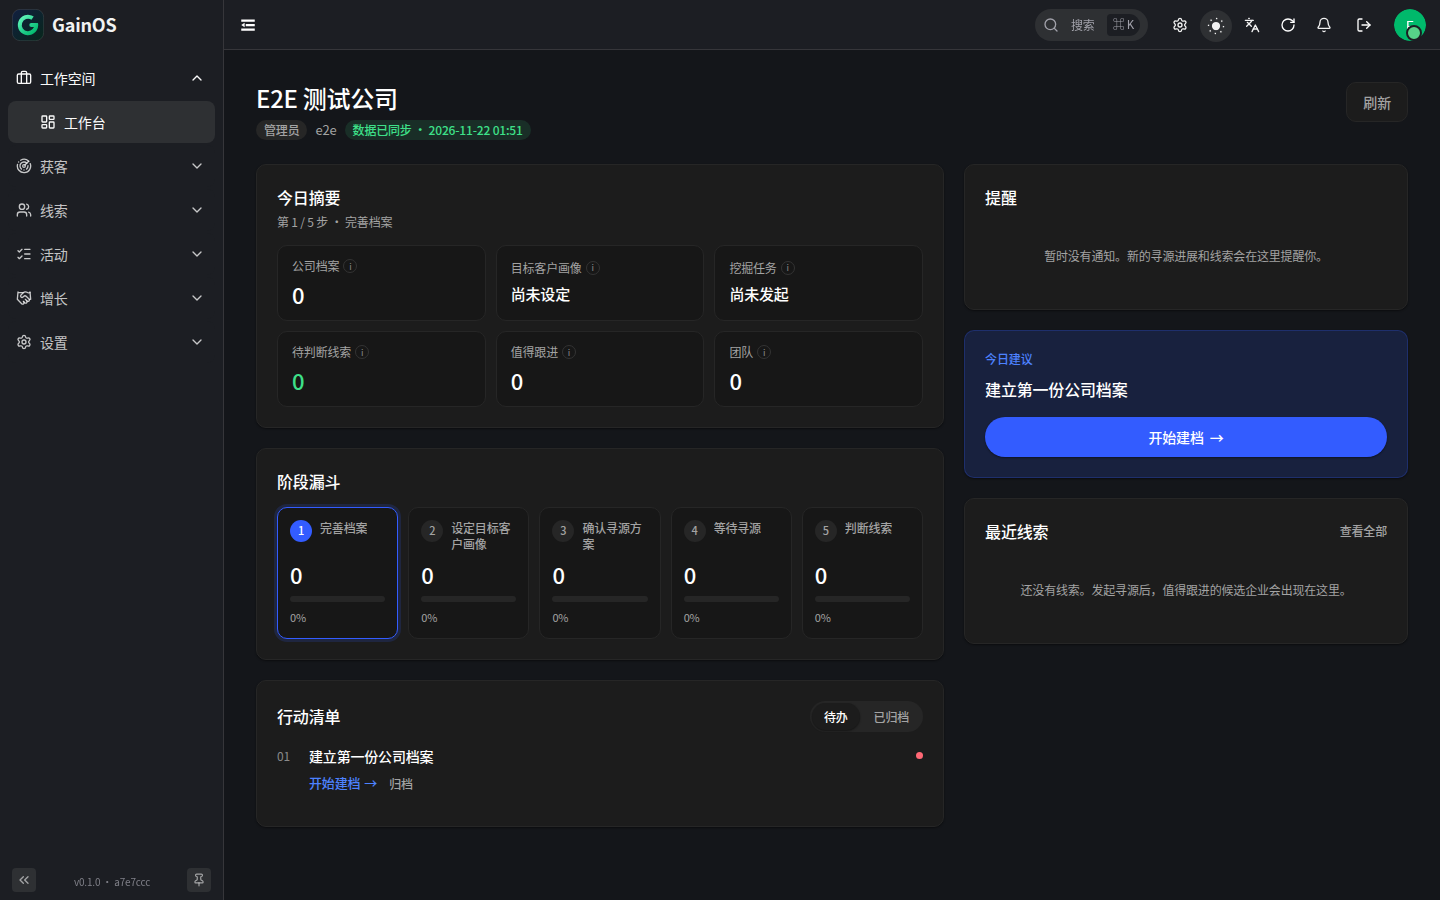 GainOS
搜索 ⌘ K
工作空间
工作台
获客
线索
活动
增长
设置
v0.1.0 • a7e7ccc
E2E 测试公司
管理员 e2e 数据已同步 • 2026-11-22 01:51
刷新
今日摘要
第 1 / 5 步 • 完善档案
公司档案
0
目标客户画像
尚未设定
挖掘任务
尚未发起
待判断线索
0
值得跟进
0
团队
0
阶段漏斗
1 完善档案
0
0%
2 设定目标客
户画像
0
0%
3 确认寻源方
案
0
0%
4 等待寻源
0
0%
5 判断线索
0
0%
行动清单
待办 已归档
01 建立第一份公司档案
开始建档 → 归档
提醒
暂时没有通知。新的寻源进展和线索会在这里提醒你。
今日建议
建立第一份公司档案
开始建档 →
最近线索 查看全部
还没有线索。发起寻源后，值得跟进的候选企业会出现在这里。